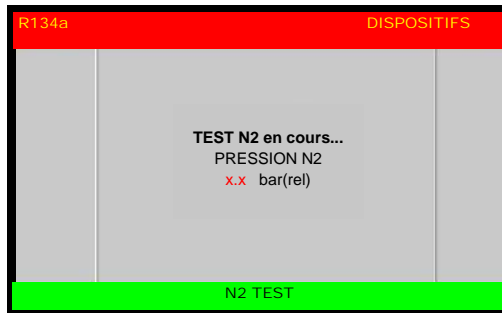 R134a DISPOSITIFS
TEST N2 en cours...
PRESSION N2
x.x bar(rel)
N2 TEST